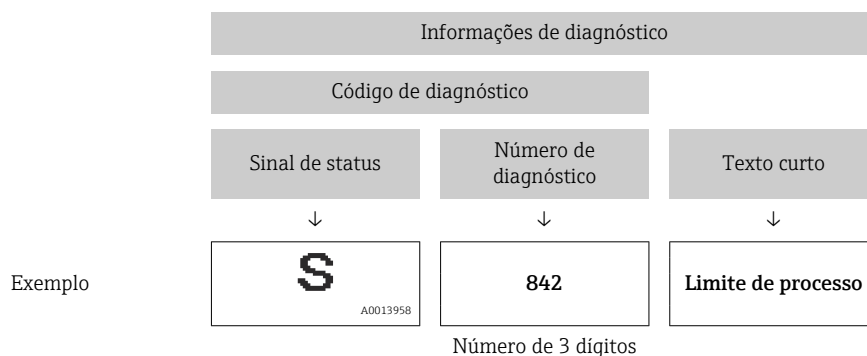 Informações de diagnóstico
Código de diagnóstico
Sinal de status
Número de
diagnóstico
Texto curto
↓ ↓ ↓
Exemplo
S
A0013958
842
Limite de processo
Número de 3 dígitos